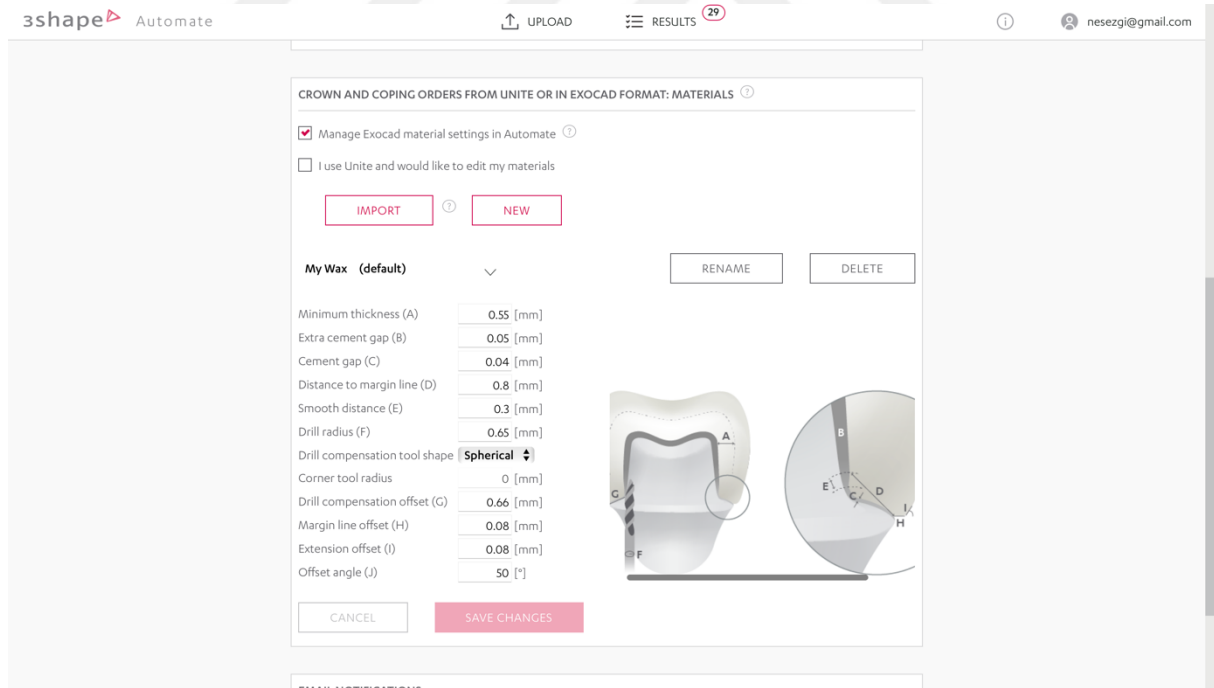 3shape Automate UPLOAD RESULTS 29 i nesezgi@gmail.com
CROWN AND COPING ORDERS FROM UNITE OR IN EXOCAD FORMAT: MATERIALS ?
Manage Exocad material settings in Automate ?
I use Unite and would like to edit my materials
IMPORT ? NEW
My Wax (default) RENAME DELETE
Minimum thickness (A) 0.55 [mm]
Extra cement gap (B) 0.05 [mm]
Cement gap (C) 0.04 [mm]
Distance to margin line (D) 0.8 [mm]
Smooth distance (E) 0.3 [mm]
Drill radius (F) 0.65 [mm]
Drill compensation tool shape Spherical
Corner tool radius 0 [mm]
Drill compensation offset (G) 0.66 [mm]
Margin line offset (H) 0.08 [mm]
Extension offset (I) 0.08 [mm]
Offset angle (J) 50 [°]
A
G
F
B
E
C
D
I
H
CANCEL SAVE CHANGES
EMAIL NOTIFICATIONS